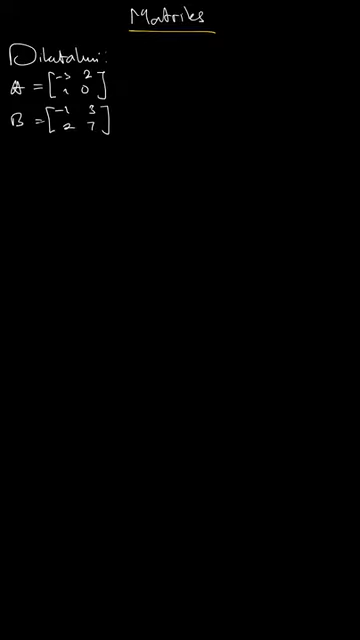 Matriks
Diketahui:
A = [-3 2
1 0]
B = [-1 3
2 7]